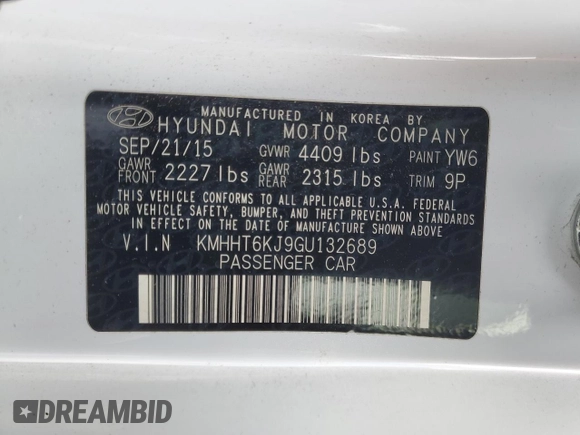 MANUFACTURED IN KOREA BY
HYUNDAI MOTOR COMPANY
SEP/21/15 GVWR 4409 lbs PAINT YW6
GAWR FRONT 2227 lbs GAWR REAR 2315 lbs TRIM 9P
THIS VEHICLE CONFORMS TO ALL APPLICABLE U.S.A. FEDERAL
MOTOR VEHICLE SAFETY, BUMPER, AND THEFT PREVENTION STANDARDS
IN EFFECT ON THE DATE OF MANUFACTURE SHOWN ABOVE.
V.I.N KMHHT6KJ9GU132689
PASSENGER CAR
DREAMBID